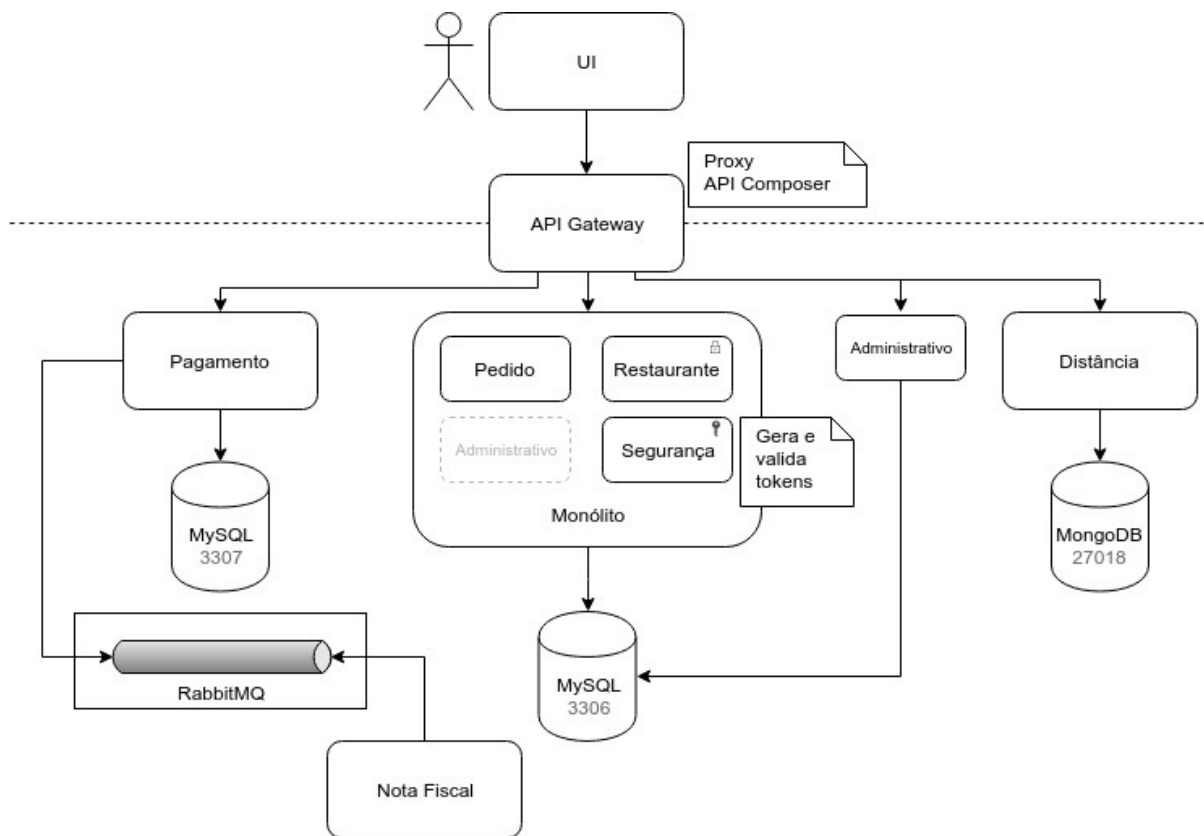 UI
Proxy
API Composer
API Gateway
Pagamento
Pedido
Restaurante
Administrativo
Distância
Administrativo
Segurança
Gera e
valida
tokens
Monólito
MySQL
3307
MongoDB
27018
RabbitMQ
MySQL
3306
Nota Fiscal